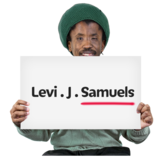 Levi . J . Samuels